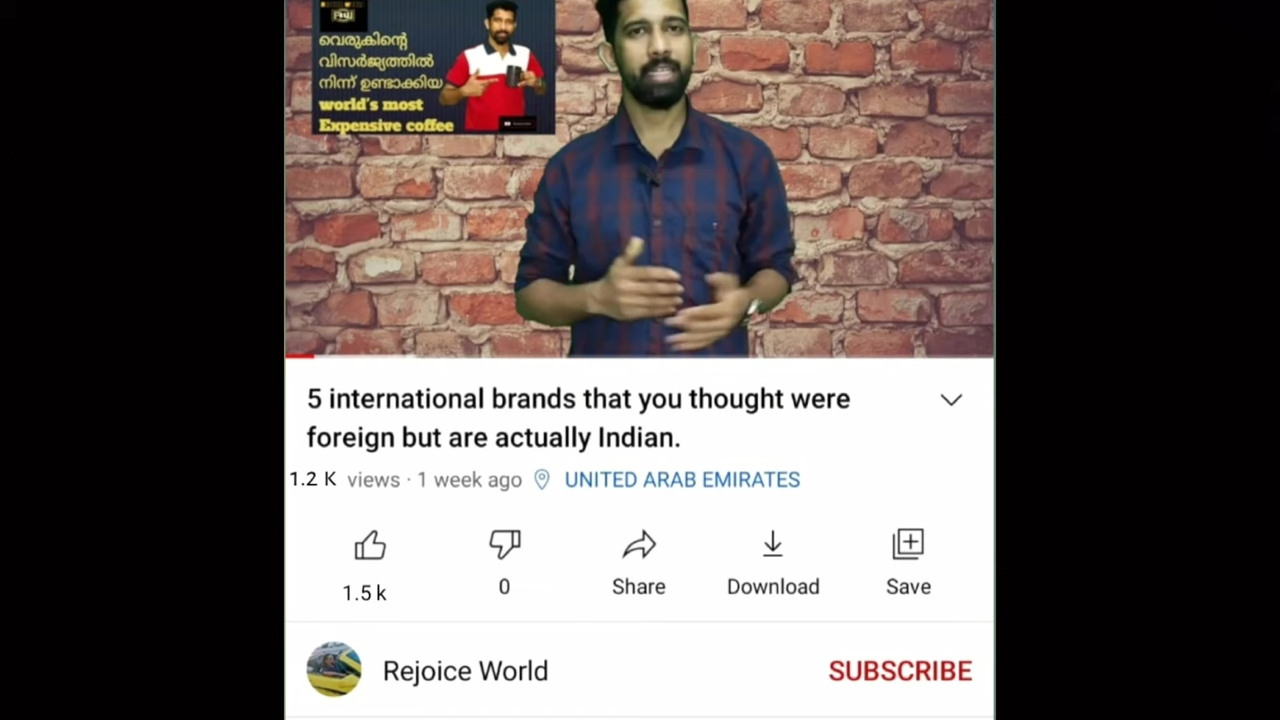 വെരുകിന്റെ
വിസർജ്യത്തിൽ
നിന്ന് ഉണ്ടാക്കിയ
world's most
Expensive coffee
5 international brands that you thought were
foreign but are actually Indian.
1.2 K views · 1 week ago UNITED ARAB EMIRATES
1.5 k 0 Share Download Save
Rejoice World SUBSCRIBE